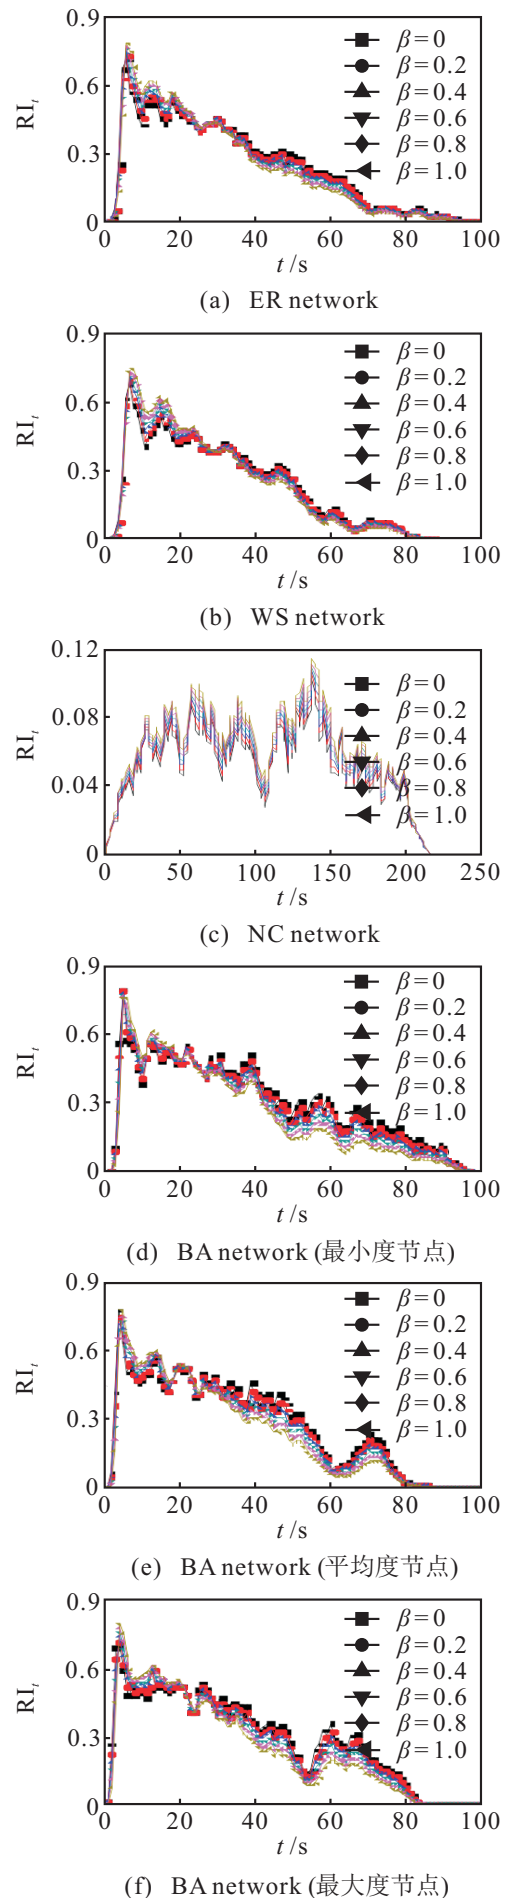 0.9
0.6
0.3
0
RI_t
β=0
β=0.2
β=0.4
β=0.6
β=0.8
β=1.0
0 20 40 60 80 100
t /s
(a) ER network
0.9
0.6
0.3
0
RI_t
β=0
β=0.2
β=0.4
β=0.6
β=0.8
β=1.0
0 20 40 60 80 100
t /s
(b) WS network
0.12
0.08
0.04
0
RI_t
β=0
β=0.2
β=0.4
β=0.6
β=0.8
β=1.0
0 50 100 150 200 250
t /s
(c) NC network
0.9
0.6
0.3
0
RI_t
β=0
β=0.2
β=0.4
β=0.6
β=0.8
β=1.0
0 20 40 60 80 100
t /s
(d) BA network (最小度节点)
0.9
0.6
0.3
0
RI_t
β=0
β=0.2
β=0.4
β=0.6
β=0.8
β=1.0
0 20 40 60 80 100
t /s
(e) BA network (平均度节点)
0.9
0.6
0.3
0
RI_t
β=0
β=0.2
β=0.4
β=0.6
β=0.8
β=1.0
0 20 40 60 80 100
t /s
(f) BA network (最大度节点)